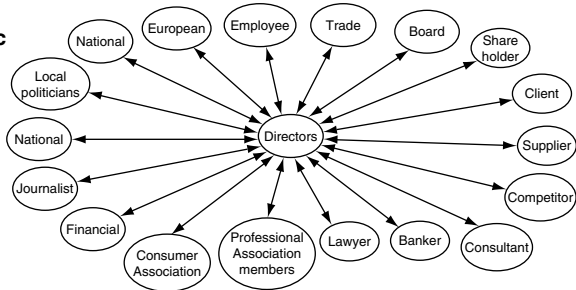 c
National
European
Employee
Trade
Board
Share
holder
Local
politicians
Client
Directors
National
Supplier
Journalist
Competitor
Financial
Consumer
Association
Professional
Association
members
Lawyer
Banker
Consultant